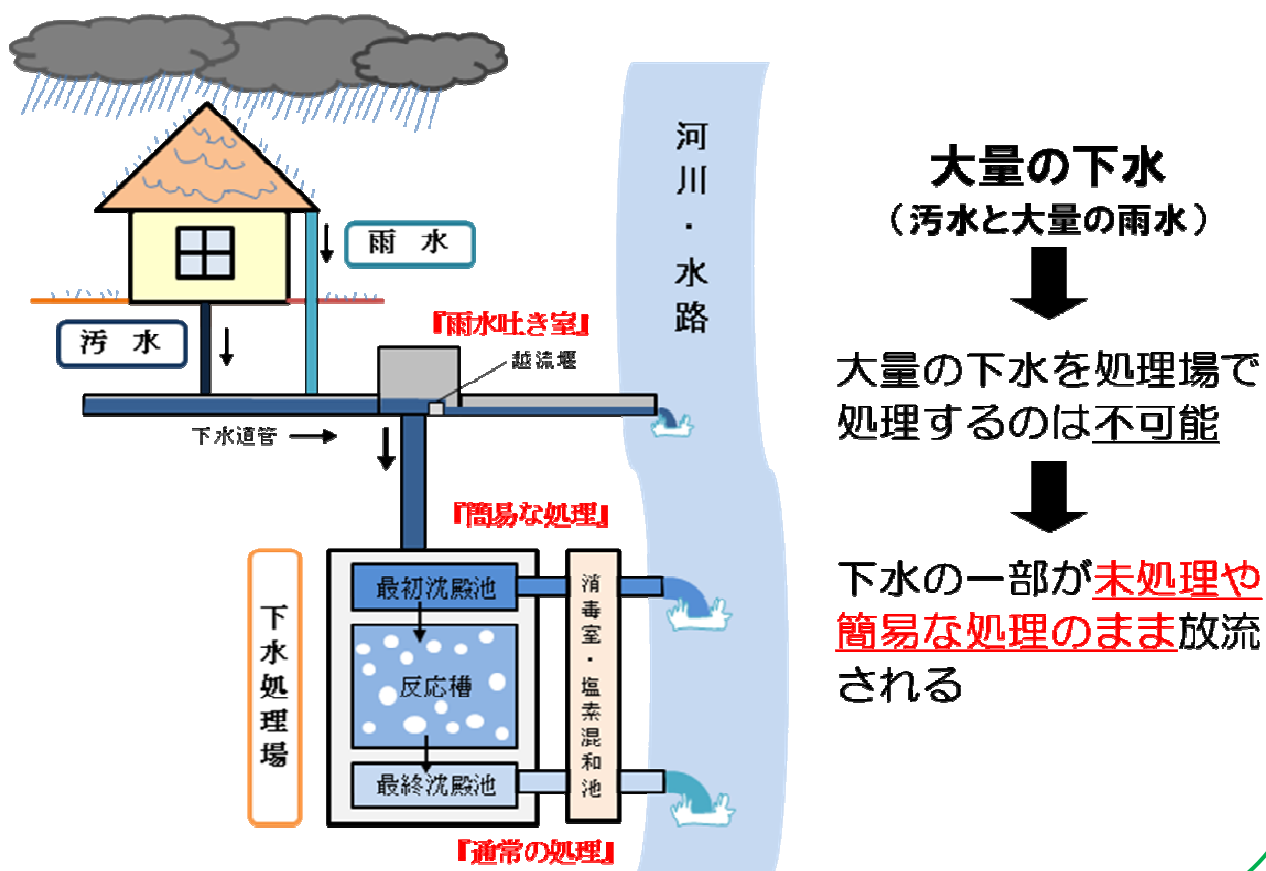 雨 水
汚 水
『雨水吐き室』
越流堰
下水道管
河川・水路
『簡易な処理』
下水処理場
最初沈殿池
反応槽
最終沈殿池
消毒室・塩素混和池
『通常の処理』
大量の下水
（汚水と大量の雨水）
大量の下水を処理場で
処理するのは不可能
下水の一部が未処理や
簡易な処理のまま放流
される